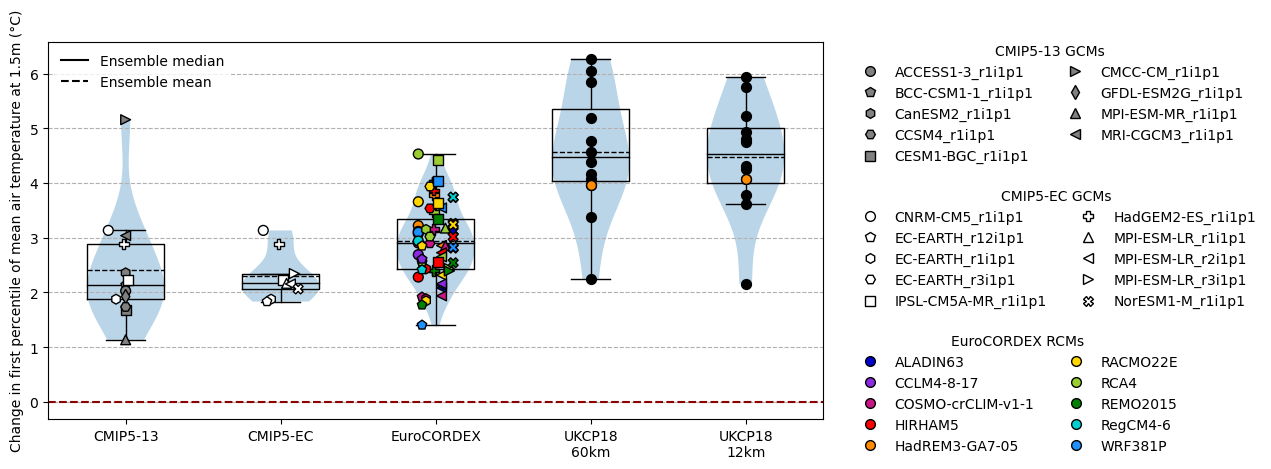 Change in first percentile of mean air temperature at 1.5m (°C)
6
5
4
3
2
1
0
Ensemble median
Ensemble mean
CMIP5-13
CMIP5-EC
EuroCORDEX
UKCP18
60km
UKCP18
12km
CMIP5-13 GCMs
ACCESS1-3_r1i1p1
BCC-CSM1-1_r1i1p1
CanESM2_r1i1p1
CCSM4_r1i1p1
CESM1-BGC_r1i1p1
CMCC-CM_r1i1p1
GFDL-ESM2G_r1i1p1
MPI-ESM-MR_r1i1p1
MRI-CGCM3_r1i1p1
CMIP5-EC GCMs
CNRM-CM5_r1i1p1
EC-EARTH_r12i1p1
EC-EARTH_r1i1p1
EC-EARTH_r3i1p1
IPSL-CM5A-MR_r1i1p1
HadGEM2-ES_r1i1p1
MPI-ESM-LR_r1i1p1
MPI-ESM-LR_r2i1p1
MPI-ESM-LR_r3i1p1
NorESM1-M_r1i1p1
EuroCORDEX RCMs
ALADIN63
CCLM4-8-17
COSMO-crCLIM-v1-1
HIRHAM5
HadREM3-GA7-05
RACMO22E
RCA4
REMO2015
RegCM4-6
WRF381P